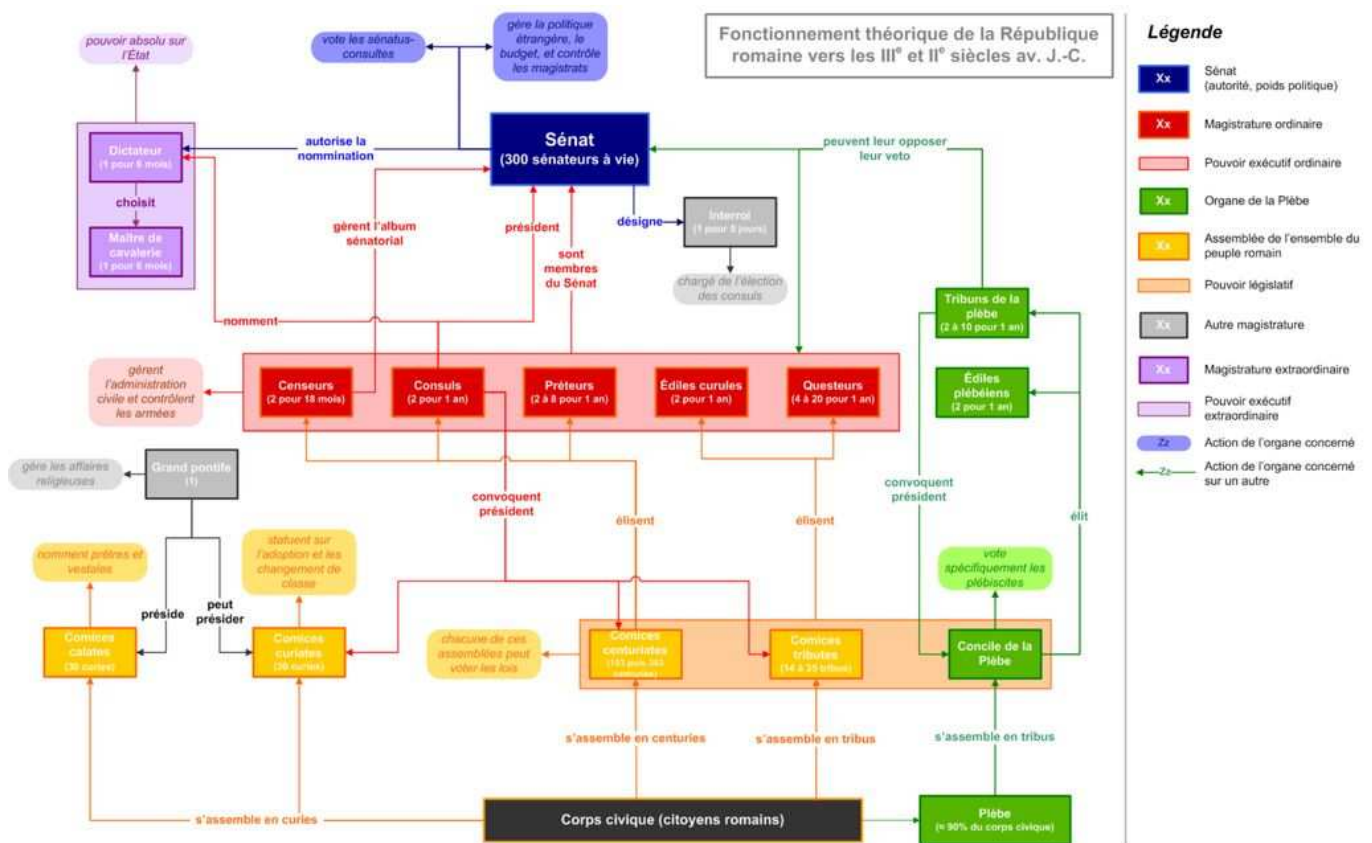 Fonctionnement théorique de la République
romaine vers les IIIᵉ et IIᵉ siècles av. J.-C.
pouvoir absolu sur
l'État
vote les sénatus-
consultes
gère la politique
étrangère, le
budget, et contrôle
les magistrats
Dictateur
(1 pour 6 mois)
choisit
Maître de
cavalerie
(1 pour 6 mois)
autorise la
nommination
Sénat
(300 sénateurs à vie)
peuvent leur opposer
leur veto
gèrent l'album
sénatorial
président
sont
membres
du Sénat
désigne
Interroi
(1 pour 5 jours)
chargé de l'élection
des consuls
nomment
Tribuns de la
plèbe
(2 à 10 pour 1 an)
gèrent
l'administration
civile et contrôlent
les armées
Censeurs
(2 pour 18 mois)
Consuls
(2 pour 1 an)
Préteurs
(2 à 8 pour 1 an)
Édiles curules
(2 pour 1 an)
Questeurs
(4 à 20 pour 1 an)
Édiles
plébéiens
(2 pour 1 an)
gère les affaires
religieuses
Grand pontife
(1)
convoquent
président
élisent
élisent
convoquent
président
élit
nomment prêtres et
vestales
statuent sur
l'adoption et les
changement de
classe
vote
spécifiquement les
plébiscites
préside
peut
présider
Comices
calates
(30 curies)
Comices
curiates
(30 curies)
chacune de ces
assemblées peut
voter les lois
Comices
centuriates
Comices
tributes
Concile de la
Plèbe
s'assemble en centuries
s'assemble en tribus
s'assemble en tribus
s'assemble en curies
Corps civique (citoyens romains)
Plèbe
(≈ 90% du corps civique)
Légende
Xx
Sénat
(autorité, poids politique)
Xx
Magistrature ordinaire
Pouvoir exécutif ordinaire
Xx
Organe de la Plèbe
Xx
Assemblée de l'ensemble du
peuple romain
Pouvoir législatif
Xx
Autre magistrature
Xx
Magistrature extraordinaire
Pouvoir exécutif
extraordinaire
Zz
Action de l'organe concerné
Zz
Action de l'organe concerné
sur un autre